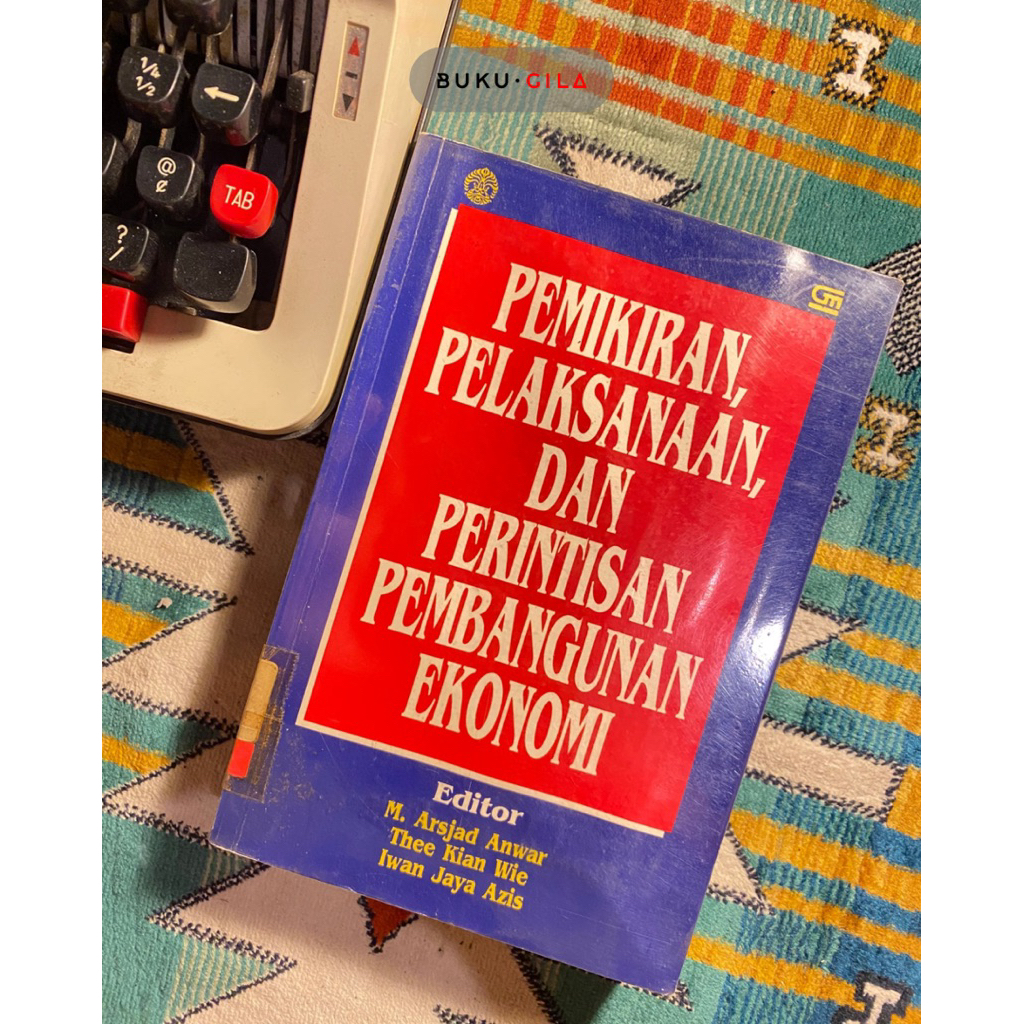 BUKU·GILA
1/4
1/2
←
@
¢
TAB
?
/
PEMIKIRAN,
PELAKSANAAN,
DAN
PERINTISAN
PEMBANGUNAN
EKONOMI
Editor
M. Arsjad Anwar
Thee Kian Wie
Iwan Jaya Azis